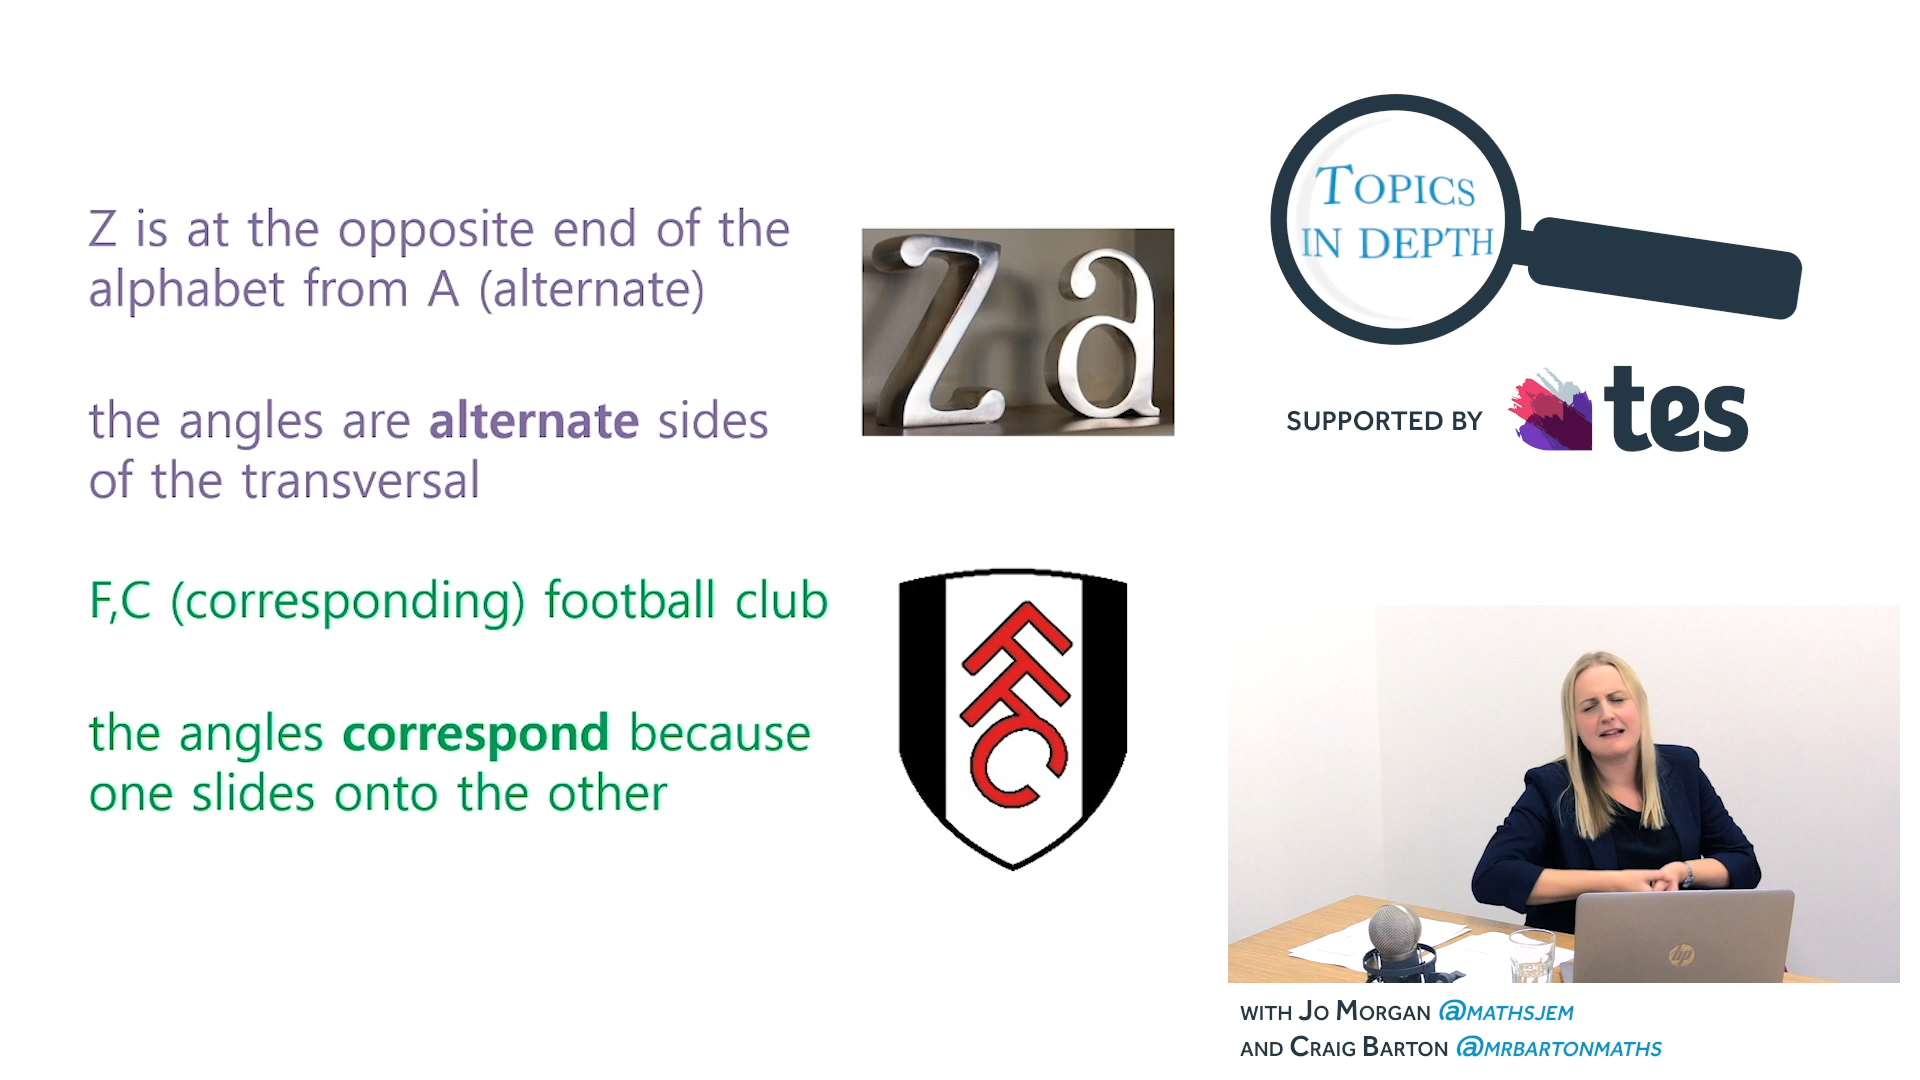 Z is at the opposite end of the
alphabet from A (alternate)
the angles are alternate sides
of the transversal
F,C (corresponding) football club
the angles correspond because
one slides onto the other
Z a
FFC
TOPICS
IN DEPTH
SUPPORTED BY tes
hp
WITH JO MORGAN @MATHSJEM
AND CRAIG BARTON @MRBARTONMATHS